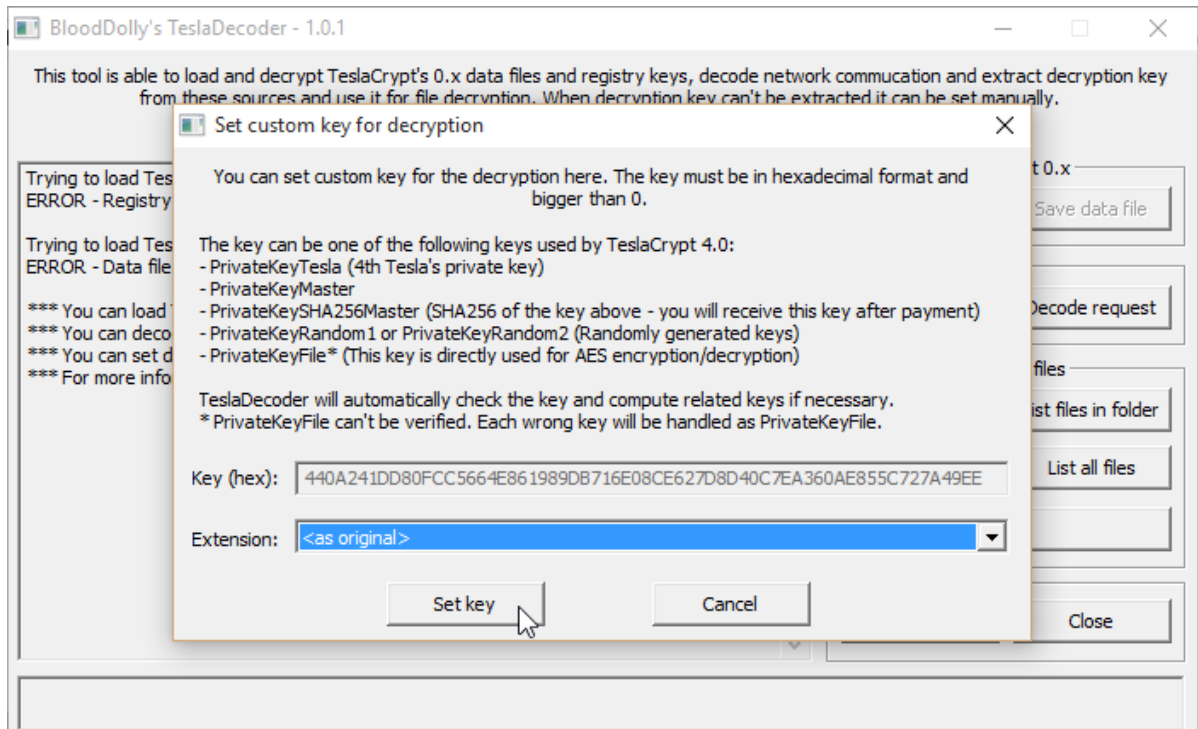 BloodDolly's TeslaDecoder - 1.0.1
This tool is able to load and decrypt TeslaCrypt's 0.x data files and registry keys, decode network commucation and extract decryption key
from these sources and use it for file decryption. When decryption key can't be extracted it can be set manually.
Set custom key for decryption
You can set custom key for the decryption here. The key must be in hexadecimal format and
bigger than 0.
The key can be one of the following keys used by TeslaCrypt 4.0:
- PrivateKeyTesla (4th Tesla's private key)
- PrivateKeyMaster
- PrivateKeySHA256Master (SHA256 of the key above - you will receive this key after payment)
- PrivateKeyRandom1 or PrivateKeyRandom2 (Randomly generated keys)
- PrivateKeyFile* (This key is directly used for AES encryption/decryption)
TeslaDecoder will automatically check the key and compute related keys if necessary.
* PrivateKeyFile can't be verified. Each wrong key will be handled as PrivateKeyFile.
Key (hex): 440A241DD80FCC5664E861989DB716E08CE627D8D40C7EA360AE855C727A49EE
Extension: <as original>
Set key Cancel
Trying to load Tes
ERROR - Registry
Trying to load Tes
ERROR - Data file
*** You can load
*** You can deco
*** You can set d
*** For more info
t 0.x
Save data file
Decode request
files
ist files in folder
List all files
Close